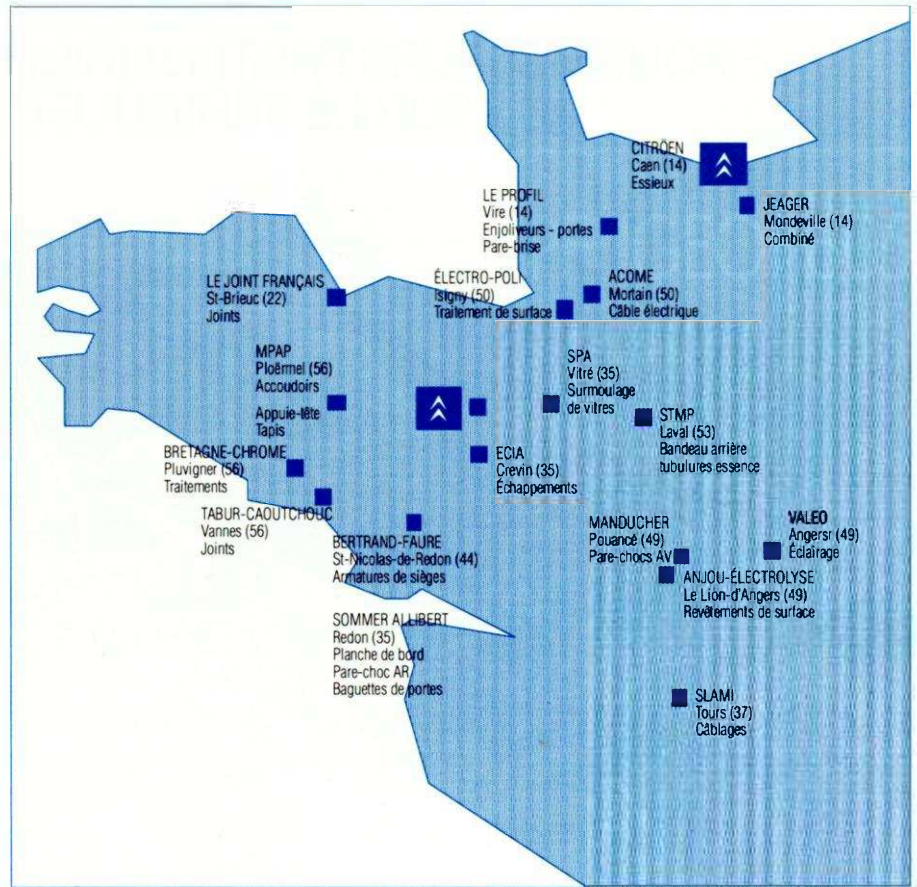 CITRÖEN
Caen (14)
Essieux
JEAGER
Mondeville (14)
Combiné
LE PROFIL
Vire (14)
Enjoliveurs - portes
Pare-brise
ÉLECTRO-POLI
Isigny (50)
Traitement de surface
ACOME
Mortain (50)
Câble électrique
LE JOINT FRANÇAIS
St-Brieuc (22)
Joints
MPAP
Ploërmel (56)
Accoudoirs
Appuie-tête
Tapis
SPA
Vitré (35)
Surmoulage
de vitres
STMP
Laval (53)
Bandeau arrière
tubulures essence
BRETAGNE-CHROME
Pluvigner (56)
Traitements
ECIA
Crevin (35)
Échappements
TABUR-CAOUTCHOUC
Vannes (56)
Joints
BERTRAND-FAURE
St-Nicolas-de-Redon (44)
Armatures de sièges
MANDUCHER
Pouancé (49)
Pare-chocs AV
VALEO
Angersr (49)
Éclairage
ANJOU-ÉLECTROLYSE
Le Lion-d'Angers (49)
Revêtements de surface
SOMMER ALLIBERT
Redon (35)
Planche de bord
Pare-choc AR
Baguettes de portes
SLAMI
Tours (37)
Câblages